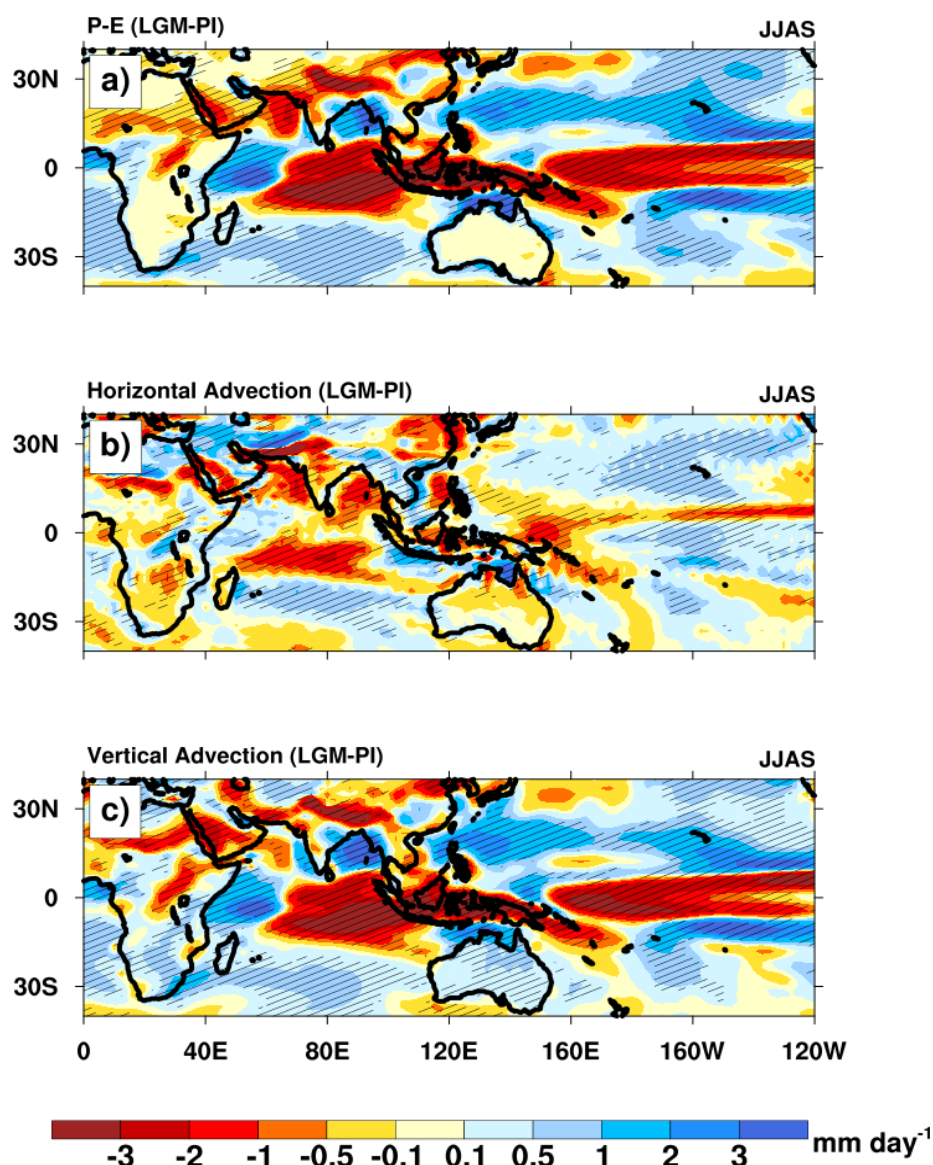 P-E (LGM-PI) JJAS
a)
30N
0
30S
Horizontal Advection (LGM-PI) JJAS
b)
30N
0
30S
Vertical Advection (LGM-PI) JJAS
c)
30N
0
30S
0 40E 80E 120E 160E 160W 120W
-3 -2 -1 -0.5 -0.1 0.1 0.5 1 2 3 mm day⁻¹